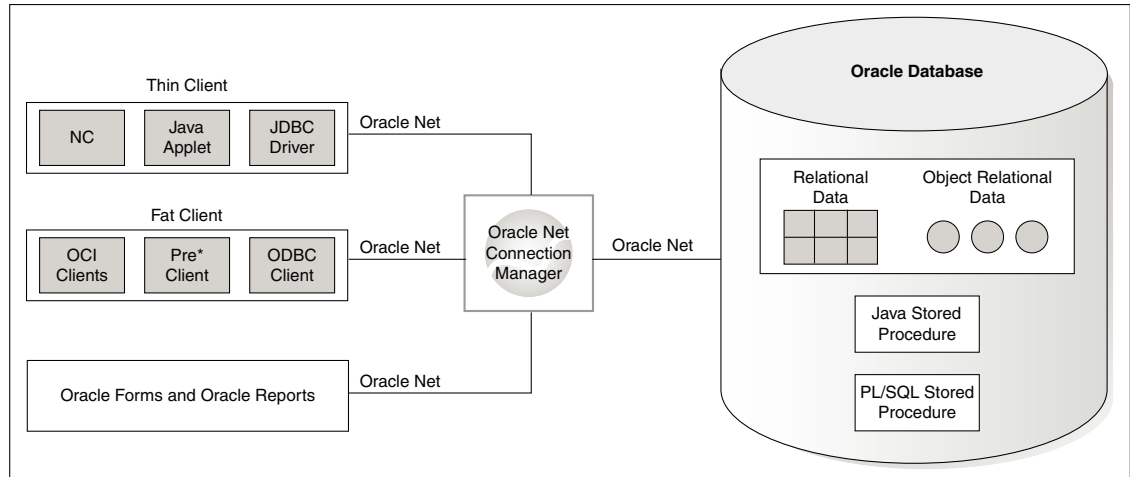 Thin Client
NC
Java
Applet
JDBC
Driver
Oracle Net
Fat Client
OCI
Clients
Pre*
Client
ODBC
Client
Oracle Net
Oracle Forms and Oracle Reports
Oracle Net
Oracle Net
Connection
Manager
Oracle Net
Oracle Database
Relational
Data
Object Relational
Data
Java Stored
Procedure
PL/SQL Stored
Procedure